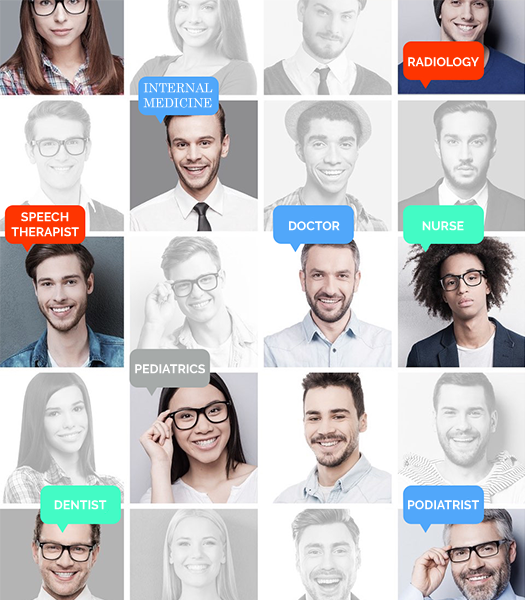 RADIOLOGY
INTERNAL
MEDICINE
SPEECH
THERAPIST
DOCTOR
NURSE
PEDIATRICS
DENTIST
PODIATRIST